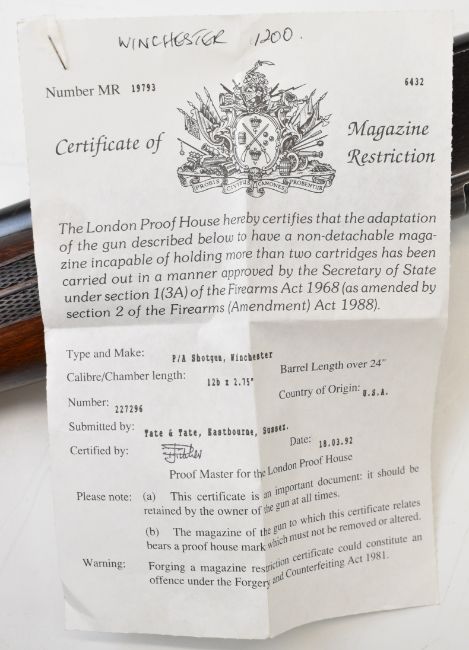 WINCHESTER 1200.
Number MR 19793 6432
Certificate of Magazine
Restriction
PROBIS CIVITUS CANONES PROBENTUR
The London Proof House hereby certifies that the adaptation
of the gun described below to have a non-detachable maga-
zine incapable of holding more than two cartridges has been
carried out in a manner approved by the Secretary of State
under section 1(3A) of the Firearms Act 1968 (as amended by
section 2 of the Firearms (Amendment) Act 1988).
Type and Make: P/A Shotgun, Winchester
Calibre/Chamber length: 12b x 2.75" Barrel Length over 24"
Number: 227296 Country of Origin: U.S.A.
Submitted by: Tate & Tate, Eastbourne, Sussex.
Certified by: Date: 18.03.92
Proof Master for the London Proof House
Please note: (a) This certificate is an important document: it should be
retained by the owner of the gun at all times.
(b) The magazine of the gun to which this certificate relates
bears a proof house mark which must not be removed or altered.
Warning: Forging a magazine restriction certificate could constitute an
offence under the Forgery and Counterfeiting Act 1981.